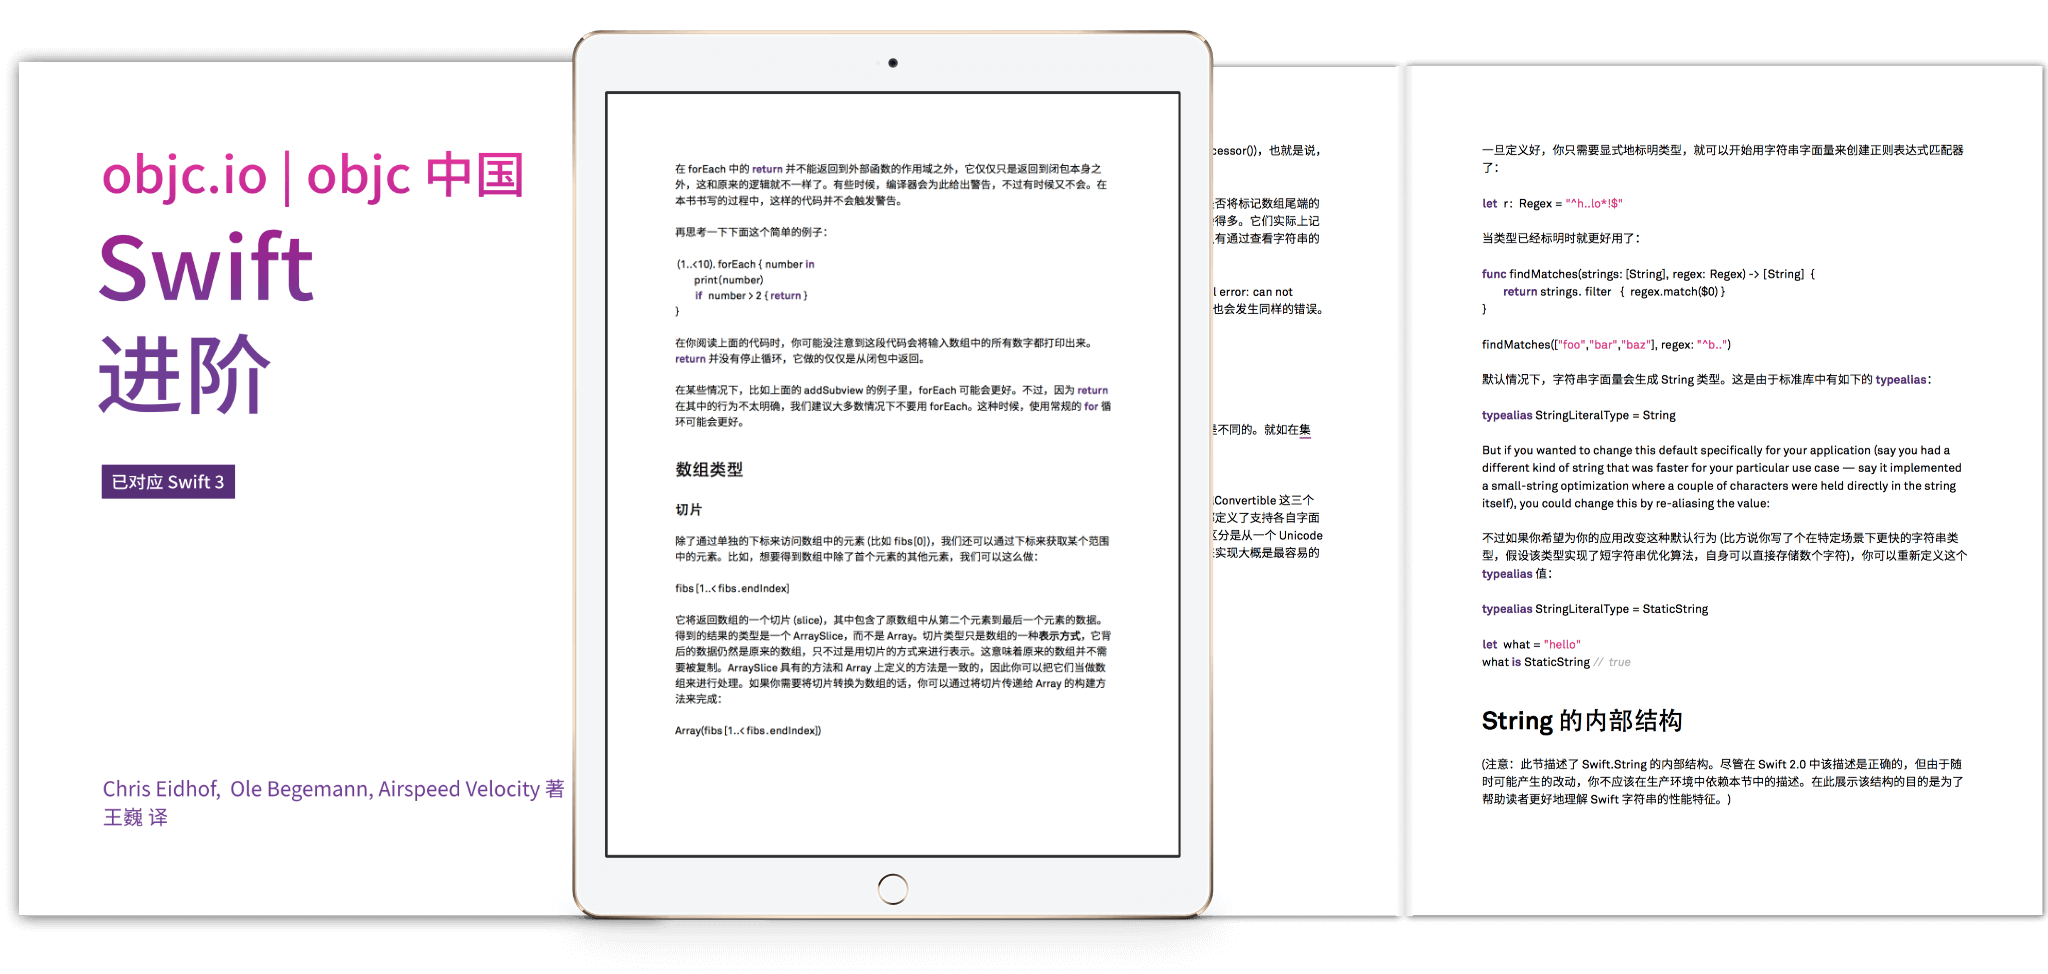 objc.io | objc 中国
Swift
进阶
已对应 Swift 3
Chris Eidhof,  Ole Begemann, Airspeed Velocity 著
王巍 译
在 forEach 中的 return 并不能返回到外部函数的作用域之外，它仅仅只是返回到闭包本身之
外，这和原来的逻辑就不一样了。有些时候，编译器会为此给出警告，不过有时候又不会。在
本书书写的过程中，这样的代码并不会触发警告。
再思考一下下面这个简单的例子：
(1..<10). forEach { number in
print(number)
if number > 2 { return }
}
在你阅读上面的代码时，你可能没注意到这段代码会将输入数组中的所有数字都打印出来。
return 并没有停止循环，它做的仅仅是从闭包中返回。
在某些情况下，比如上面的 addSubview 的例子里，forEach 可能会更好。不过，因为 return
在其中的行为不太明确，我们建议大多数情况下不要用 forEach。这种时候，使用常规的 for 循
环可能会更好。
数组类型
切片
除了通过单独的下标来访问数组中的元素 (比如 fibs[0])，我们还可以通过下标来获取某个范围
中的元素。比如，想要得到数组中除了首个元素的其他元素，我们可以这么做：
fibs [1..< fibs.endIndex]
它将返回数组的一个切片 (slice)，其中包含了原数组中从第二个元素到最后一个元素的数据。
得到的结果的类型是一个 ArraySlice，而不是 Array。切片类型只是数组的一种表示方式，它背
后的数据仍然是原来的数组，只不过是用切片的方式来进行表示。这意味着原来的数组并不需
要被复制。ArraySlice 具有的方法和 Array 上定义的方法是一致的，因此你可以把它们当做数
组来进行处理。如果你需要将切片转换为数组的话，你可以通过将切片传递给 Array 的构建方
法来完成：
Array(fibs [1..< fibs.endIndex])
cessor())，也就是说，
否将标记数组尾端的
得多。它们实际上记
有通过查看字符串的
l error: can not
也会发生同样的错误。
是不同的。就如在集
Convertible 这三个
定义了支持各自字面
区分是从一个 Unicode
实现大概是最容易的
一旦定义好，你只需要显式地标明类型，就可以开始用字符串字面量来创建正则表达式匹配器
了：
let r: Regex = "^h..lo*!$"
当类型已经标明时就更好用了：
func findMatches(strings: [String], regex: Regex) -> [String] {
return strings. filter { regex.match($0) }
}
findMatches(["foo","bar","baz"], regex: "^b..")
默认情况下，字符串字面量会生成 String 类型。这是由于标准库中有如下的 typealias：
typealias StringLiteralType = String
But if you wanted to change this default specifically for your application (say you had a
different kind of string that was faster for your particular use case — say it implemented
a small-string optimization where a couple of characters were held directly in the string
itself), you could change this by re-aliasing the value:
不过如果你希望为你的应用改变这种默认行为 (比方说你写了个在特定场景下更快的字符串类
型，假设该类型实现了短字符串优化算法，自身可以直接存储数个字符)，你可以重新定义这个
typealias 值：
typealias StringLiteralType = StaticString
let what = "hello"
what is StaticString // true
String 的内部结构
(注意：此节描述了 Swift.String 的内部结构。尽管在 Swift 2.0 中该描述是正确的，但由于随
时可能产生的改动，你不应该在生产环境中依赖本节中的描述。在此展示该结构的目的是为了
帮助读者更好地理解 Swift 字符串的性能特征。)